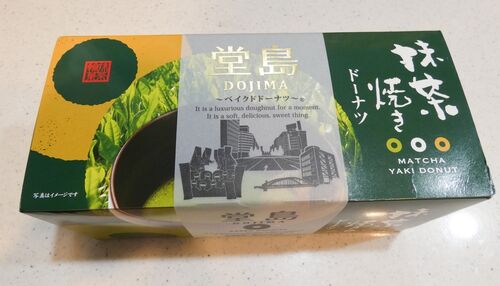 堂島
DOJIMA
～ベイクドドーナツ～
It is a luxurious doughnut for a moment.
It is a soft, delicious, sweet thing.
抹茶
焼き
ドーナツ
MATCHA
YAKI DONUT
写真はイメージです
堂島
DOJIMA